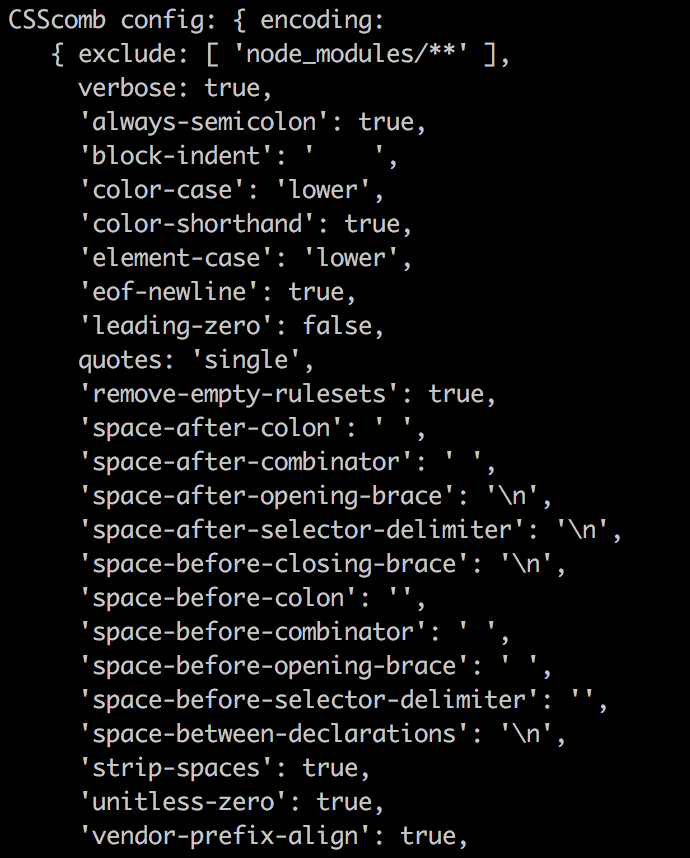 CSScomb config: { encoding:
   { exclude: [ 'node_modules/**' ],
     verbose: true,
     'always-semicolon': true,
     'block-indent': '    ',
     'color-case': 'lower',
     'color-shorthand': true,
     'element-case': 'lower',
     'eof-newline': true,
     'leading-zero': false,
     quotes: 'single',
     'remove-empty-rulesets': true,
     'space-after-colon': ' ',
     'space-after-combinator': ' ',
     'space-after-opening-brace': '\n',
     'space-after-selector-delimiter': '\n',
     'space-before-closing-brace': '\n',
     'space-before-colon': '',
     'space-before-combinator': ' ',
     'space-before-opening-brace': ' ',
     'space-before-selector-delimiter': '',
     'space-between-declarations': '\n',
     'strip-spaces': true,
     'unitless-zero': true,
     'vendor-prefix-align': true,